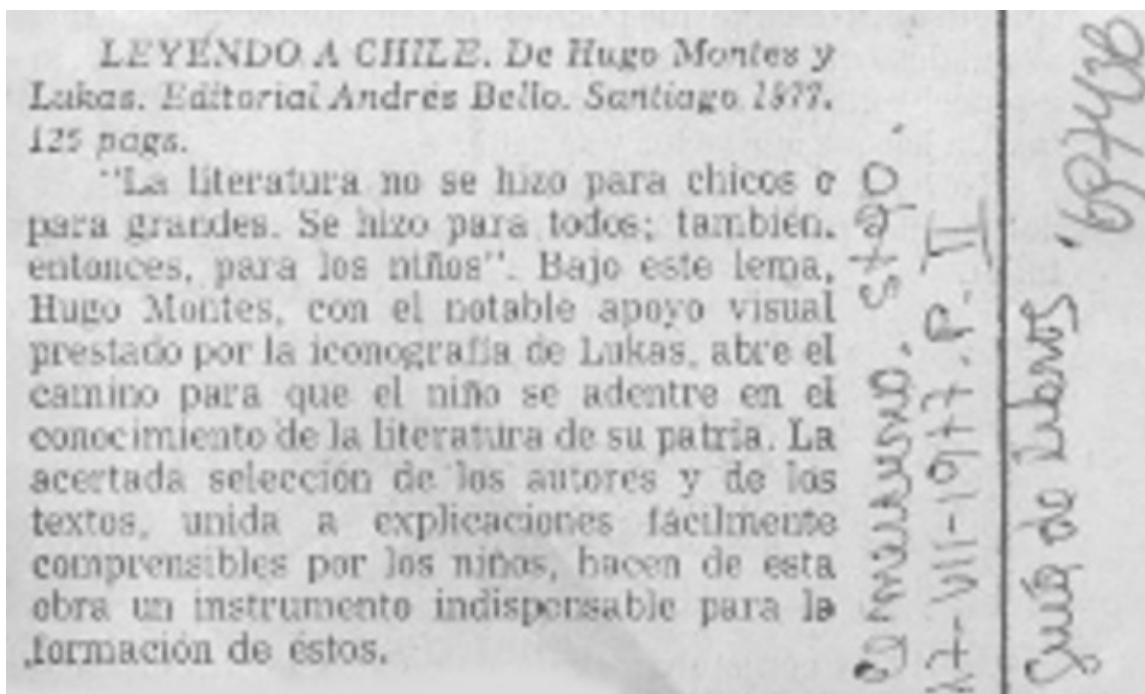 LEYENDO A CHILE. De Hugo Montes y
Lukas. Editorial Andrés Bello. Santiago 1977.
125 pags.
"La literatura no se hizo para chicos o
para grandes. Se hizo para todos; también,
entonces, para los niños". Bajo este lema,
Hugo Montes, con el notable apoyo visual
prestado por la iconografía de Lukas, abre el
camino para que el niño se adentre en el
conocimiento de la literatura de su patria. La
acertada selección de los autores y de los
textos, unida a explicaciones fácilmente
comprensibles por los niños, hacen de esta
obra un instrumento indispensable para la
formación de éstos.
El Mercurio. Stgo.
17-VII-1977. P. II
Guía de Libros